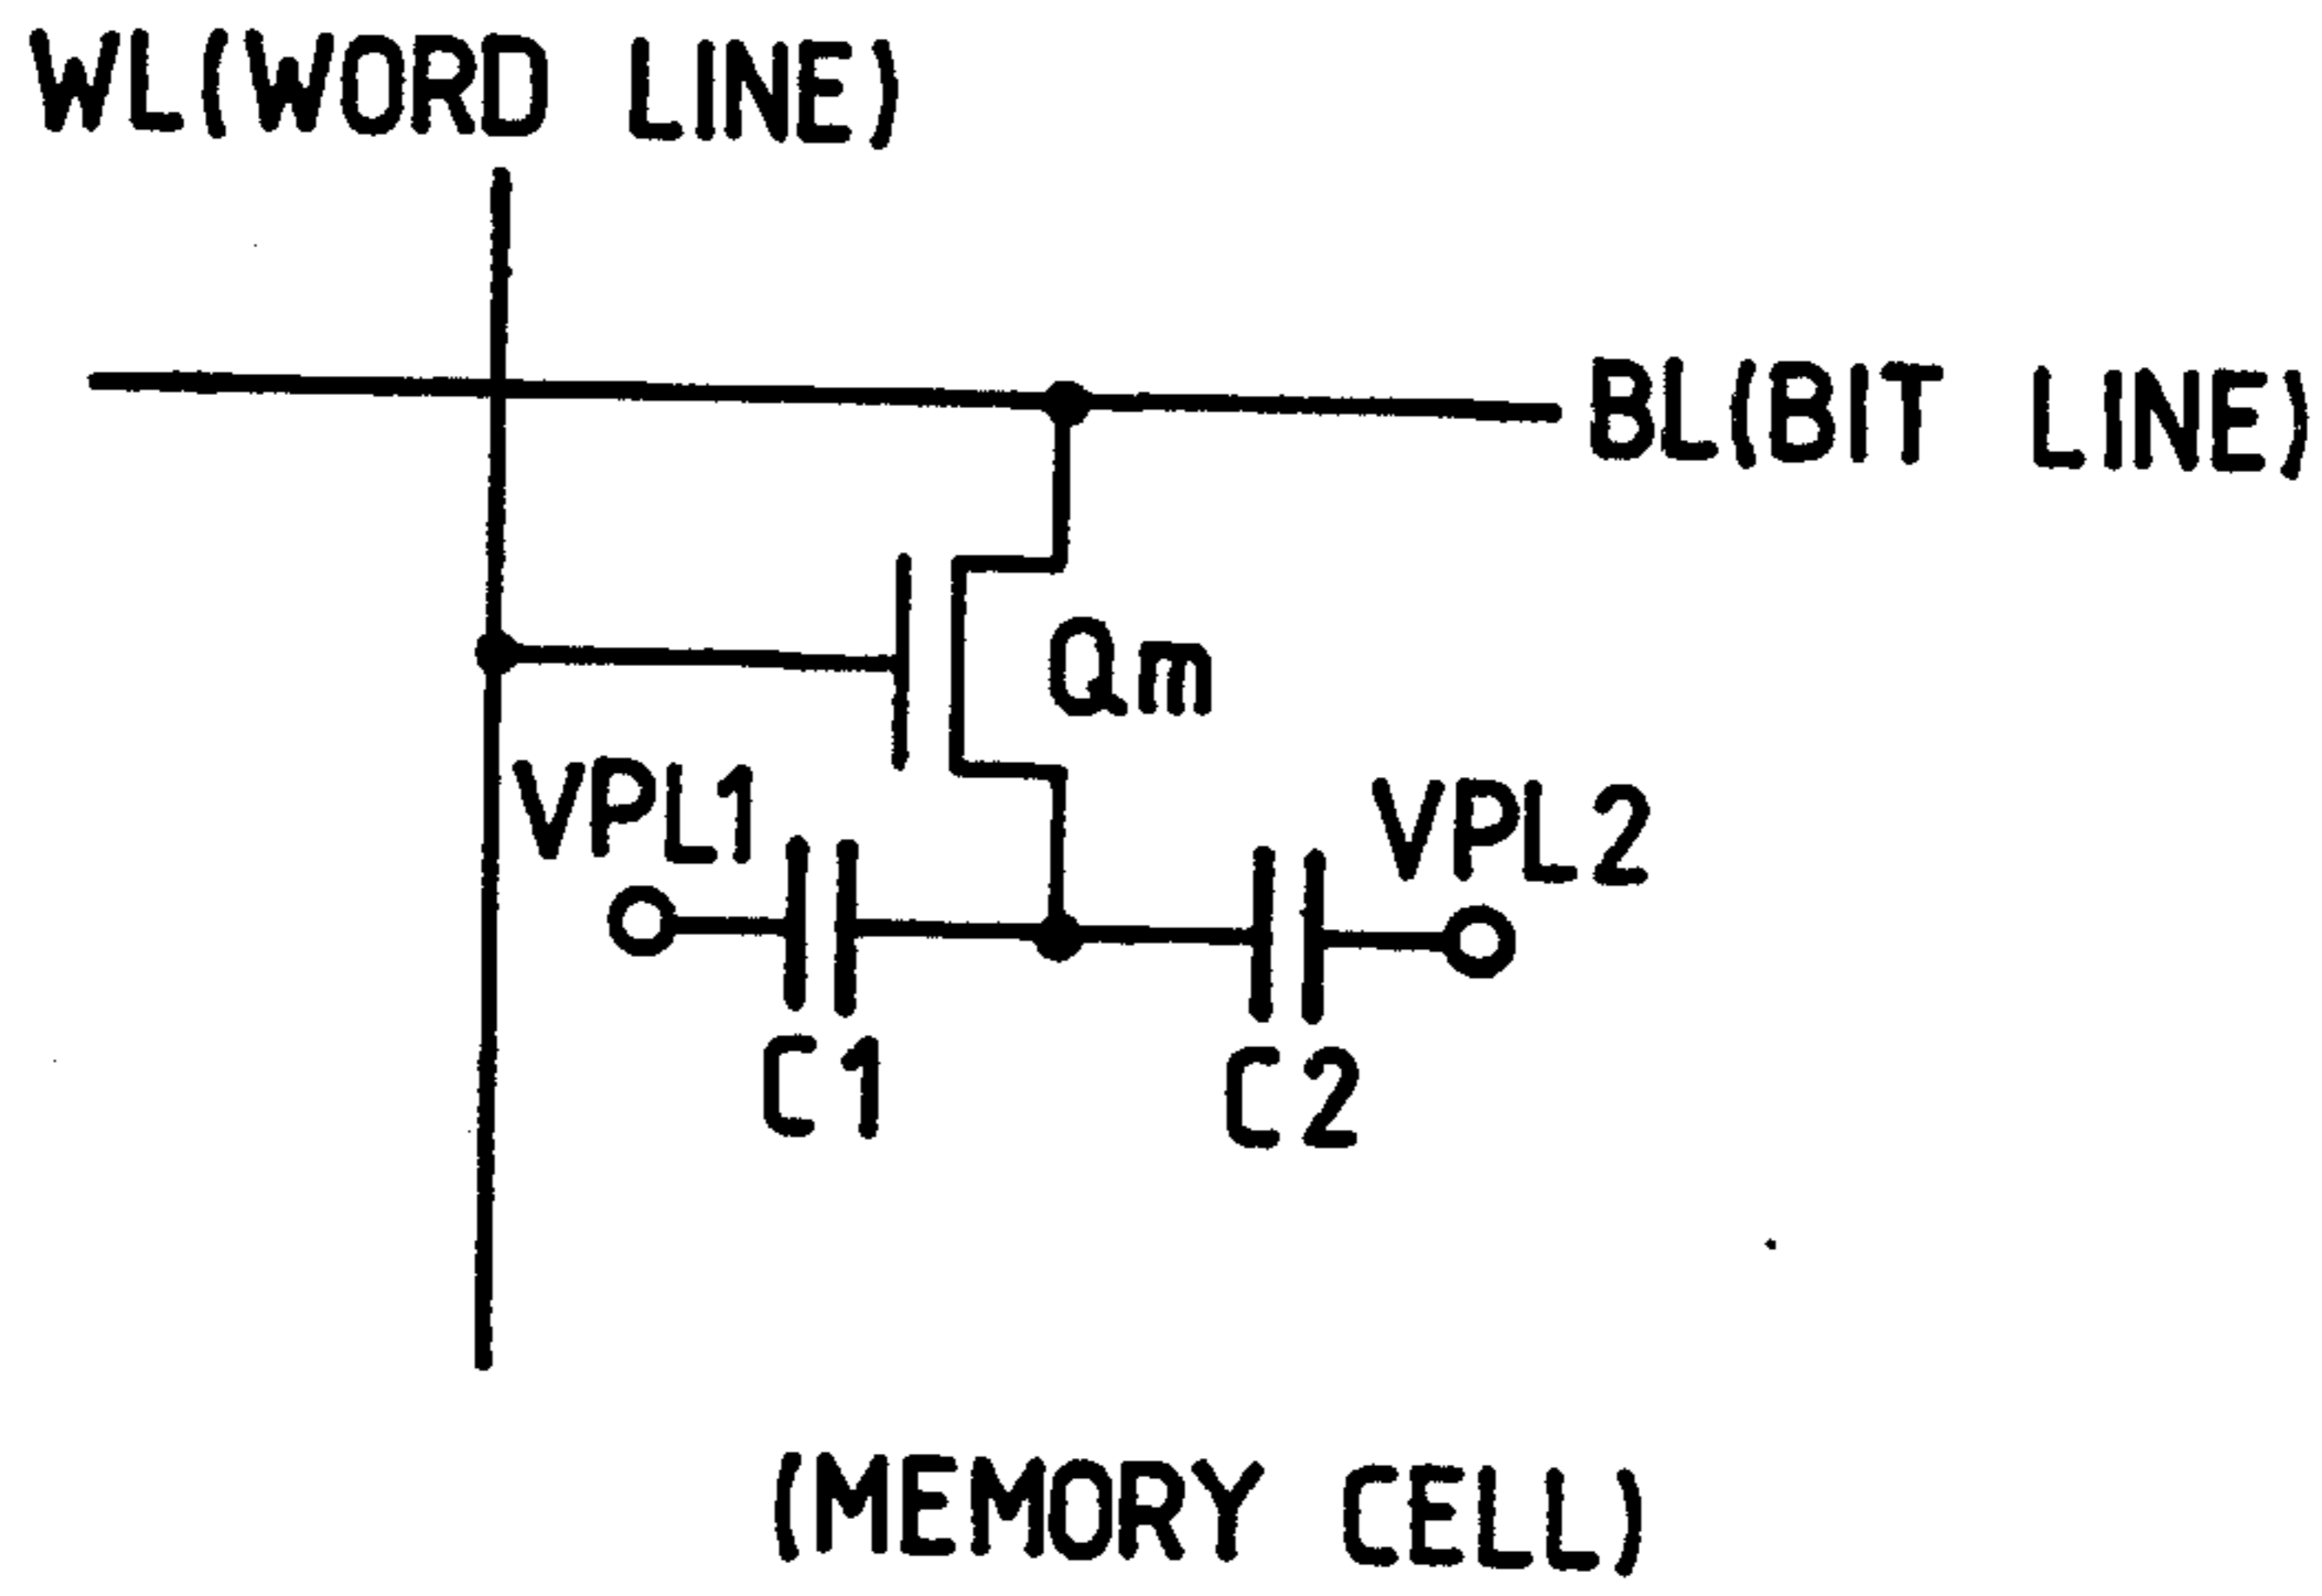 WL(WORD LINE)
BL(BIT LINE)
Qm
VPL1
VPL2
C1
C2
(MEMORY CELL)